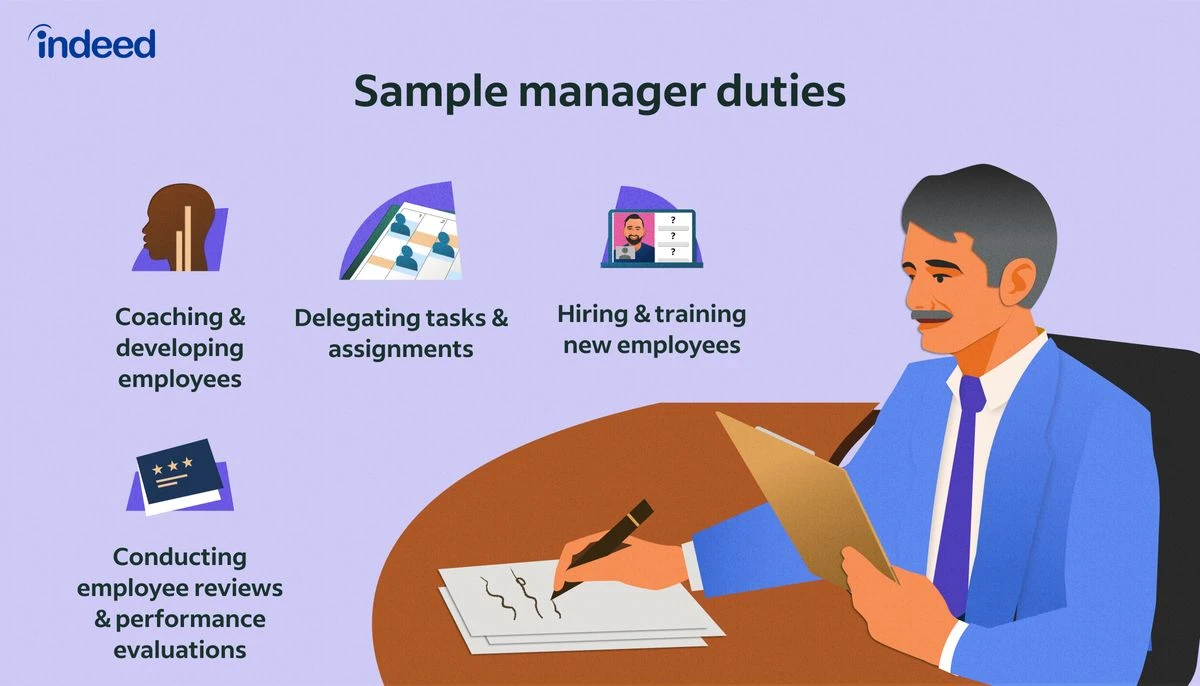 indeed
Sample manager duties
Coaching &
developing
employees
Delegating tasks &
assignments
?
?
?
Hiring & training
new employees
Conducting
employee reviews
& performance
evaluations